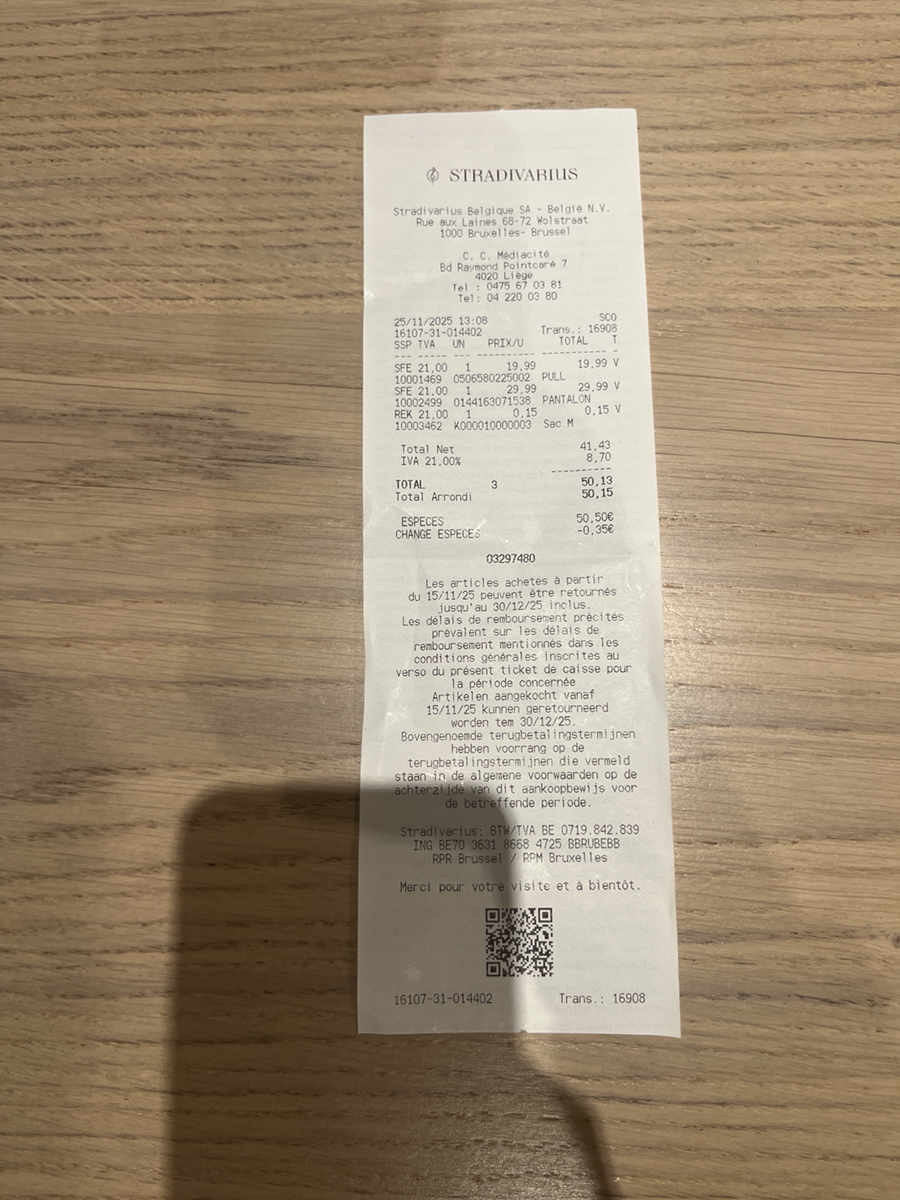 STRADIVARIUS
Stradivarius Belgique SA - België N.V.
Rue aux Laines 68-72 Wolstraat
1000 Bruxelles- Brussel
C. C. Médiacité
Bd Raymond Pointcaré 7
4020 Liège
Tel : 0475 67 03 81
Tel: 04 220 03 80
25/11/2025 13:08 SCO
16107-31-014402 Trans.: 16908
SSP TVA UN PRIX/U TOTAL T
--- ----- --- ---------- ----------- -
SFE 21,00 1 19,99 19,99 V
10001469 0506580225002 PULL
SFE 21,00 1 29,99 29,99 V
10002499 0144163071538 PANTALON
REK 21,00 1 0,15 0,15 V
10003462 K000010000003 Sac M
Total Net 41,43
IVA 21,00% 8,70
----------
TOTAL 3 50,13
Total Arrondi 50,15
ESPECES 50,50€
CHANGE ESPECES -0,35€
03297480
Les articles achetés à partir
du 15/11/25 peuvent être retournés
jusqu'au 30/12/25 inclus.
Les délais de remboursement précités
prévalent sur les délais de
remboursement mentionnés dans les
conditions générales inscrites au
verso du présent ticket de caisse pour
la période concernée
Artikelen aangekocht vanaf
15/11/25 kunnen geretourneerd
worden tem 30/12/25.
Bovengenoemde terugbetalingstermijnen
hebben voorrang op de
terugbetalingstermijnen die vermeld
staan in de algemene voorwaarden op de
achterzijde van dit aankoopbewijs voor
de betreffende periode.
Stradivarius: BTW/TVA BE 0719.842.839
ING BE70 3631 8668 4725 BBRUBEBB
RPR Brussel / RPM Bruxelles
Merci pour votre visite et à bientôt.
16107-31-014402 Trans.: 16908